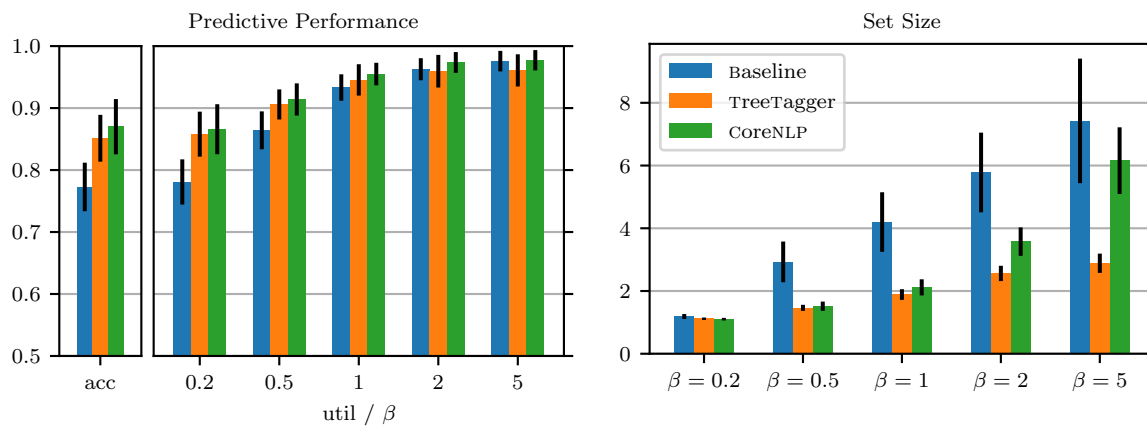 Predictive Performance
1.0
0.9
0.8
0.7
0.6
0.5
acc
0.2 0.5 1 2 5
util / β
Set Size
Baseline
TreeTagger
CoreNLP
8
6
4
2
0
β = 0.2 β = 0.5 β = 1 β = 2 β = 5